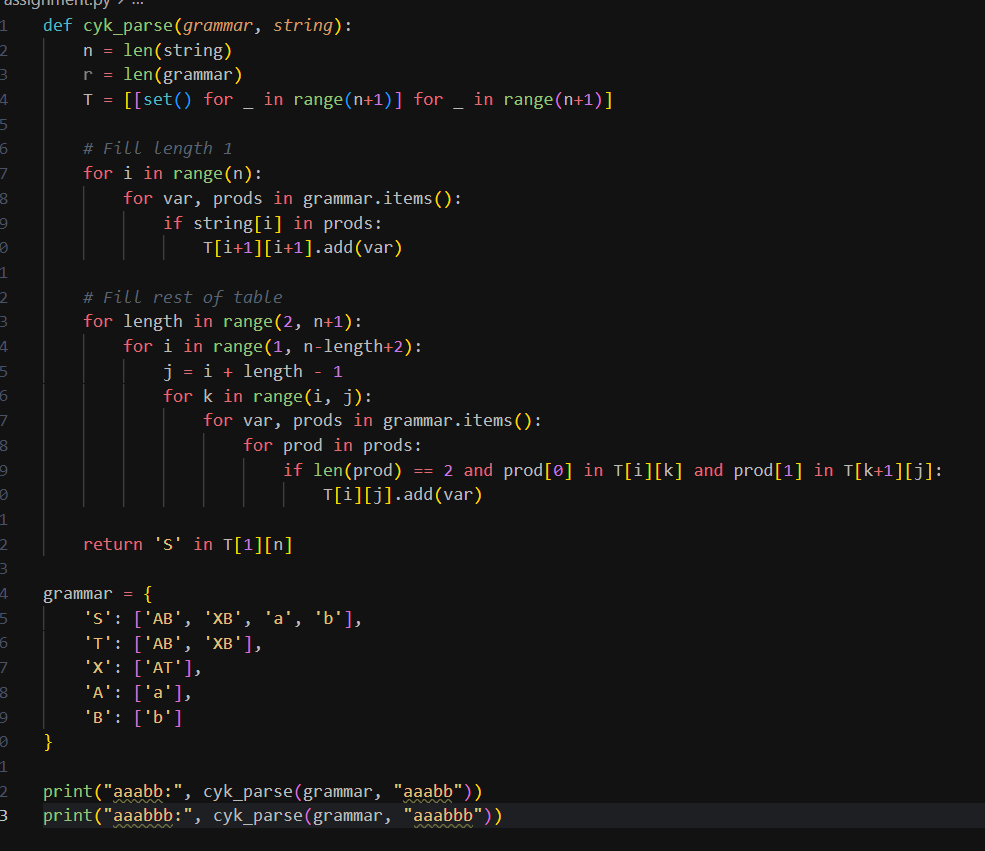 assignment.py > ...
1 def cyk_parse(grammar, string):
2     n = len(string)
3     r = len(grammar)
4     T = [[set() for _ in range(n+1)] for _ in range(n+1)]
5
6     # Fill length 1
7     for i in range(n):
8         for var, prods in grammar.items():
9             if string[i] in prods:
0                 T[i+1][i+1].add(var)
1
2     # Fill rest of table
3     for length in range(2, n+1):
4         for i in range(1, n-length+2):
5             j = i + length - 1
6             for k in range(i, j):
7                 for var, prods in grammar.items():
8                     for prod in prods:
9                         if len(prod) == 2 and prod[0] in T[i][k] and prod[1] in T[k+1][j]:
0                             T[i][j].add(var)
1
2     return 'S' in T[1][n]
3
4 grammar = {
5     'S': ['AB', 'XB', 'a', 'b'],
6     'T': ['AB', 'XB'],
7     'X': ['AT'],
8     'A': ['a'],
9     'B': ['b']
0 }
1
2 print("aaabb:", cyk_parse(grammar, "aaabb"))
3 print("aaabbb:", cyk_parse(grammar, "aaabbb"))